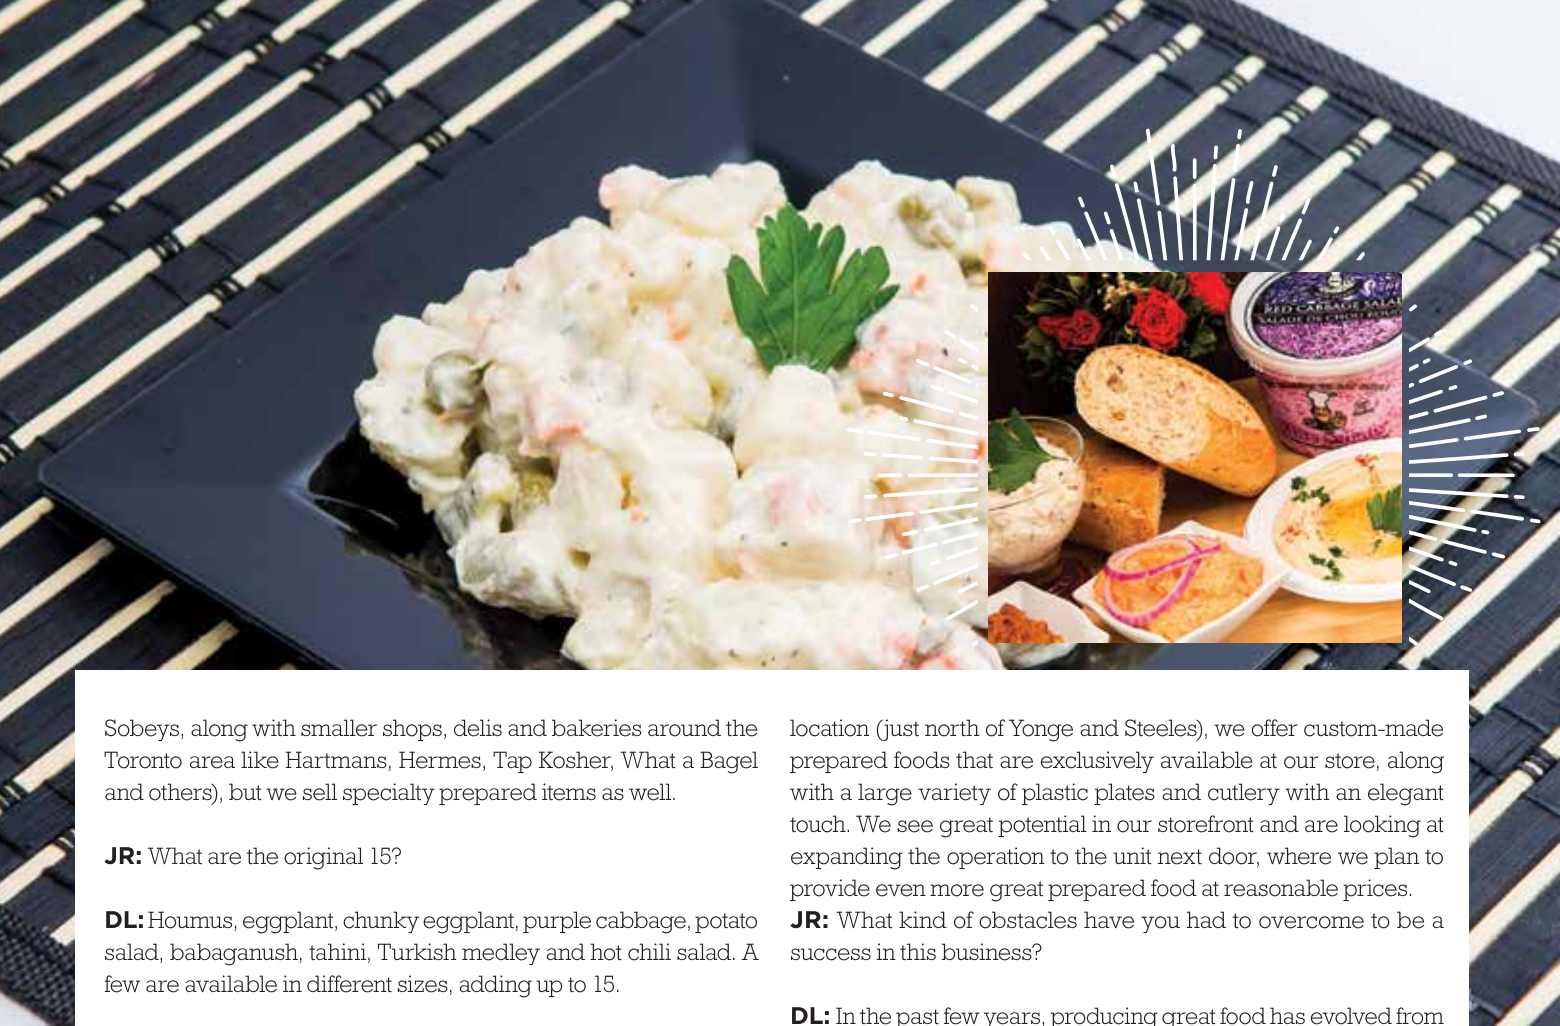 RED CABBAGE SALAD
Sobeys, along with smaller shops, delis and bakeries around the
Toronto area like Hartmans, Hermes, Tap Kosher, What a Bagel
and others), but we sell specialty prepared items as well.
JR: What are the original 15?
DL: Houmus, eggplant, chunky eggplant, purple cabbage, potato
salad, babaganush, tahini, Turkish medley and hot chili salad. A
few are available in different sizes, adding up to 15.
location (just north of Yonge and Steeles), we offer custom-made
prepared foods that are exclusively available at our store, along
with a large variety of plastic plates and cutlery with an elegant
touch. We see great potential in our storefront and are looking at
expanding the operation to the unit next door, where we plan to
provide even more great prepared food at reasonable prices.
JR: What kind of obstacles have you had to overcome to be a
success in this business?
DL: In the past few years, producing great food has evolved from